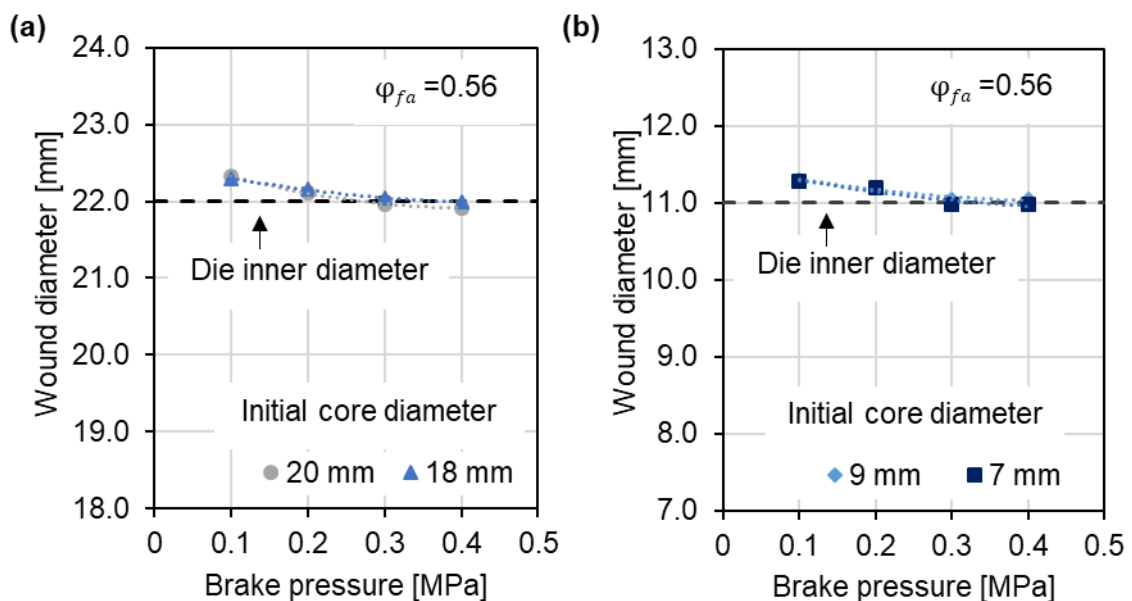 (a)
24.0
23.0
22.0
21.0
20.0
19.0
18.0
Wound diameter [mm]
φfa =0.56
Die inner diameter
Initial core diameter
20 mm
18 mm
0 0.1 0.2 0.3 0.4 0.5
Brake pressure [MPa]
(b)
13.0
12.0
11.0
10.0
9.0
8.0
7.0
Wound diameter [mm]
φfa =0.56
Die inner diameter
Initial core diameter
9 mm
7 mm
0 0.1 0.2 0.3 0.4 0.5
Brake pressure [MPa]